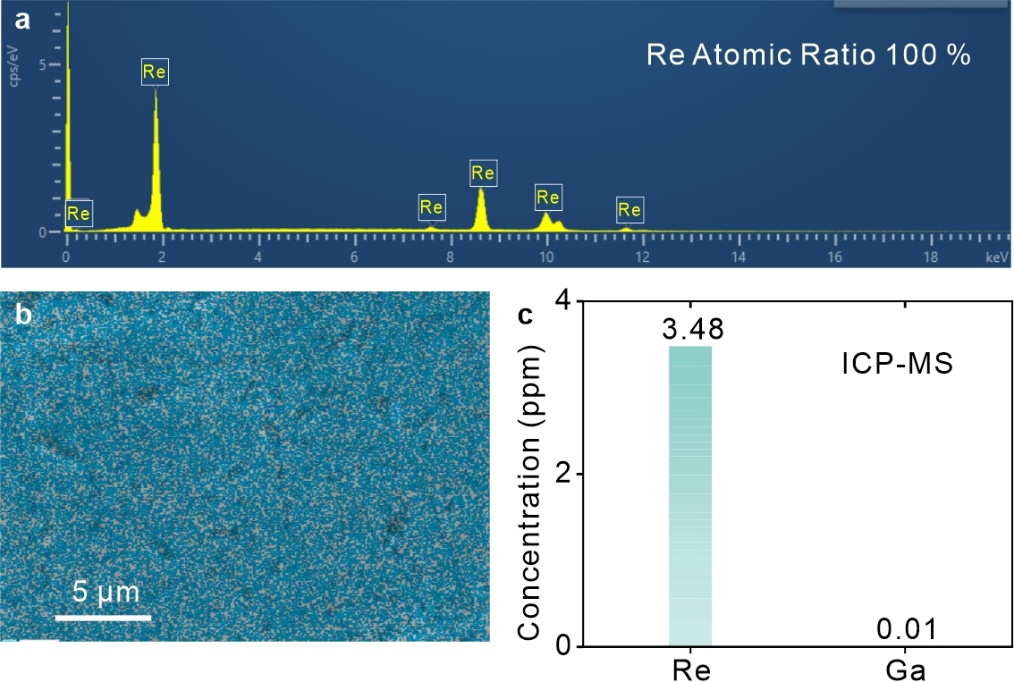 a
cps/eV
5
0
Re Atomic Ratio 100 %
Re
Re
Re
Re
Re
Re
0 2 4 6 8 10 12 14 16 18 keV
b
5 μm
c
Concentration (ppm)
4
2
0
3.48
ICP-MS
0.01
Re Ga